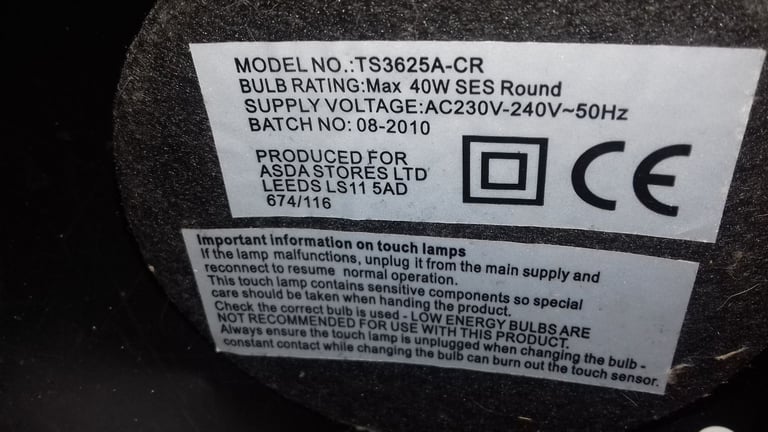 MODEL NO.:TS3625A-CR
BULB RATING:Max 40W SES Round
SUPPLY VOLTAGE:AC230V-240V~50Hz
BATCH NO: 08-2010
PRODUCED FOR
ASDA STORES LTD
LEEDS LS11 5AD
674/116
CE
Important information on touch lamps
If the lamp malfunctions, unplug it from the main supply and
reconnect to resume normal operation.
This touch lamp contains sensitive components so special
care should be taken when handing the product.
Check the correct bulb is used - LOW ENERGY BULBS ARE
NOT RECOMMENDED FOR USE WITH THIS PRODUCT.
Always ensure the touch lamp is unplugged when changing the bulb -
constant contact while changing the bulb can burn out the touch sensor.